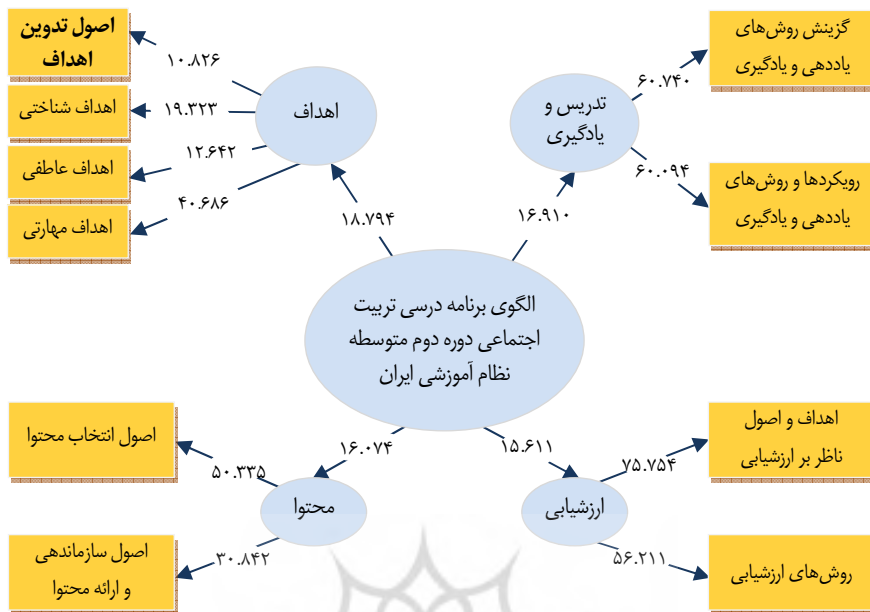 گزینش روش‌های
یاددهی و یادگیری
۶۰.۷۴۰
تدریس و
یادگیری
۶۰.۰۹۴
رویکردها و روش‌های
یاددهی و یادگیری
۱۶.۹۱۰
اصول تدوین
اهداف
۱۰.۸۲۶
اهداف شناختی
۱۹.۳۲۳
اهداف
۱۲.۶۴۲
اهداف عاطفی
۴۰.۶۸۶
اهداف مهارتی
۱۸.۷۹۴
الگوی برنامه درسی تربیت
اجتماعی دوره دوم متوسطه
نظام آموزشی ایران
اهداف و اصول
ناظر بر ارزشیابی
۷۵.۷۵۴
۱۵.۶۱۱
ارزشیابی
۵۶.۲۱۱
روش‌های ارزشیابی
۱۶.۰۷۴
اصول انتخاب محتوا
۵۰.۳۳۵
محتوا
۳۰.۸۴۲
اصول سازماندهی
و ارائه محتوا